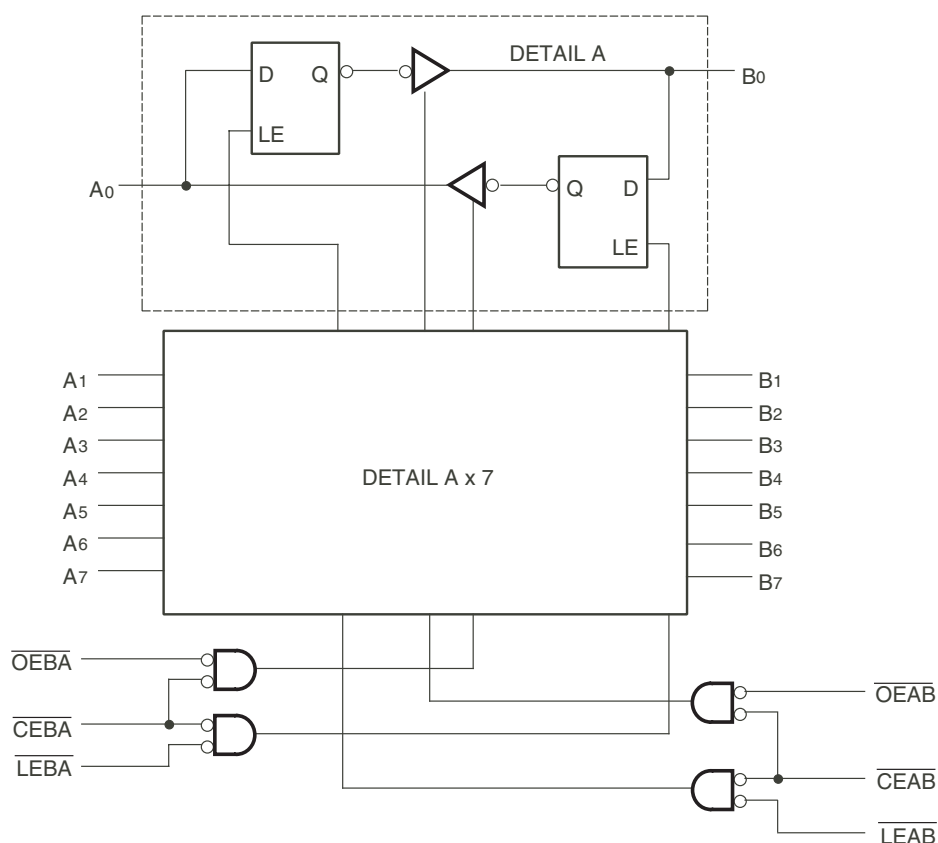 DETAIL A
D Q
LE
B0
A0
Q D
LE
A1
A2
A3
A4
A5
A6
A7
DETAIL A x 7
B1
B2
B3
B4
B5
B6
B7
OEBA
CEBA
LEBA
OEAB
CEAB
LEAB